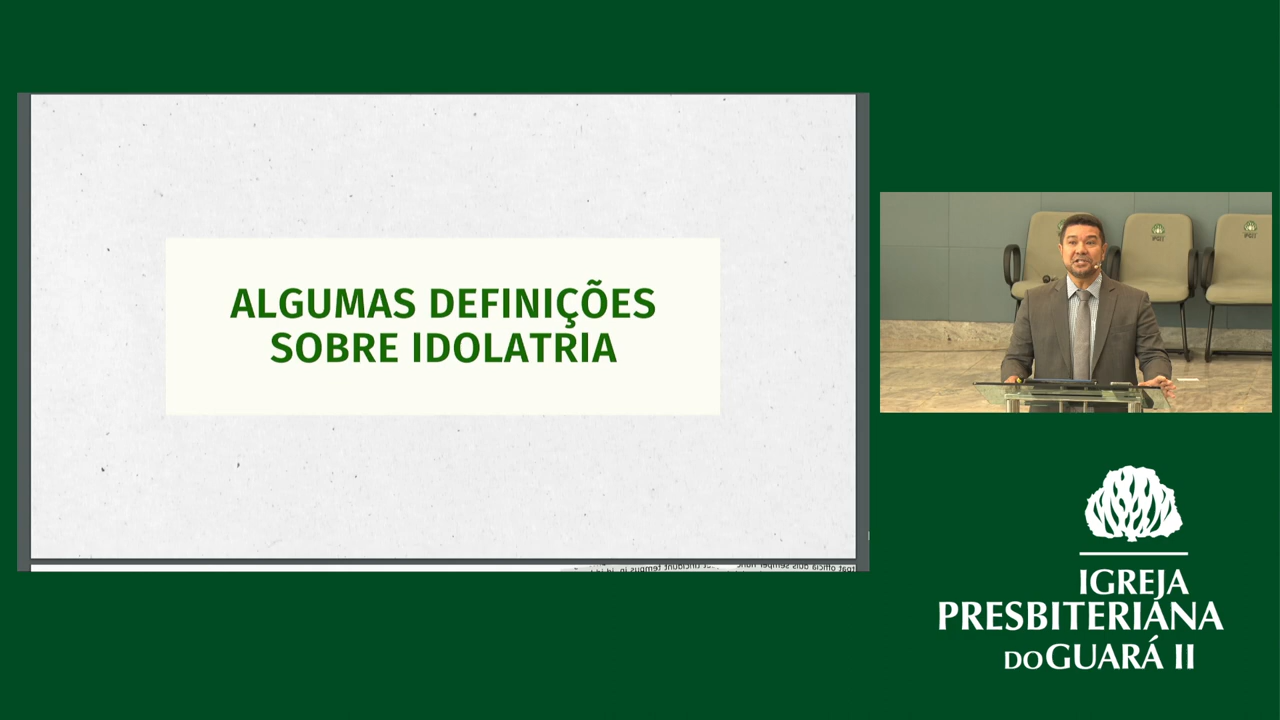 ALGUMAS DEFINIÇÕES
SOBRE IDOLATRIA
IGREJA
PRESBITERIANA
DO GUARÁ II